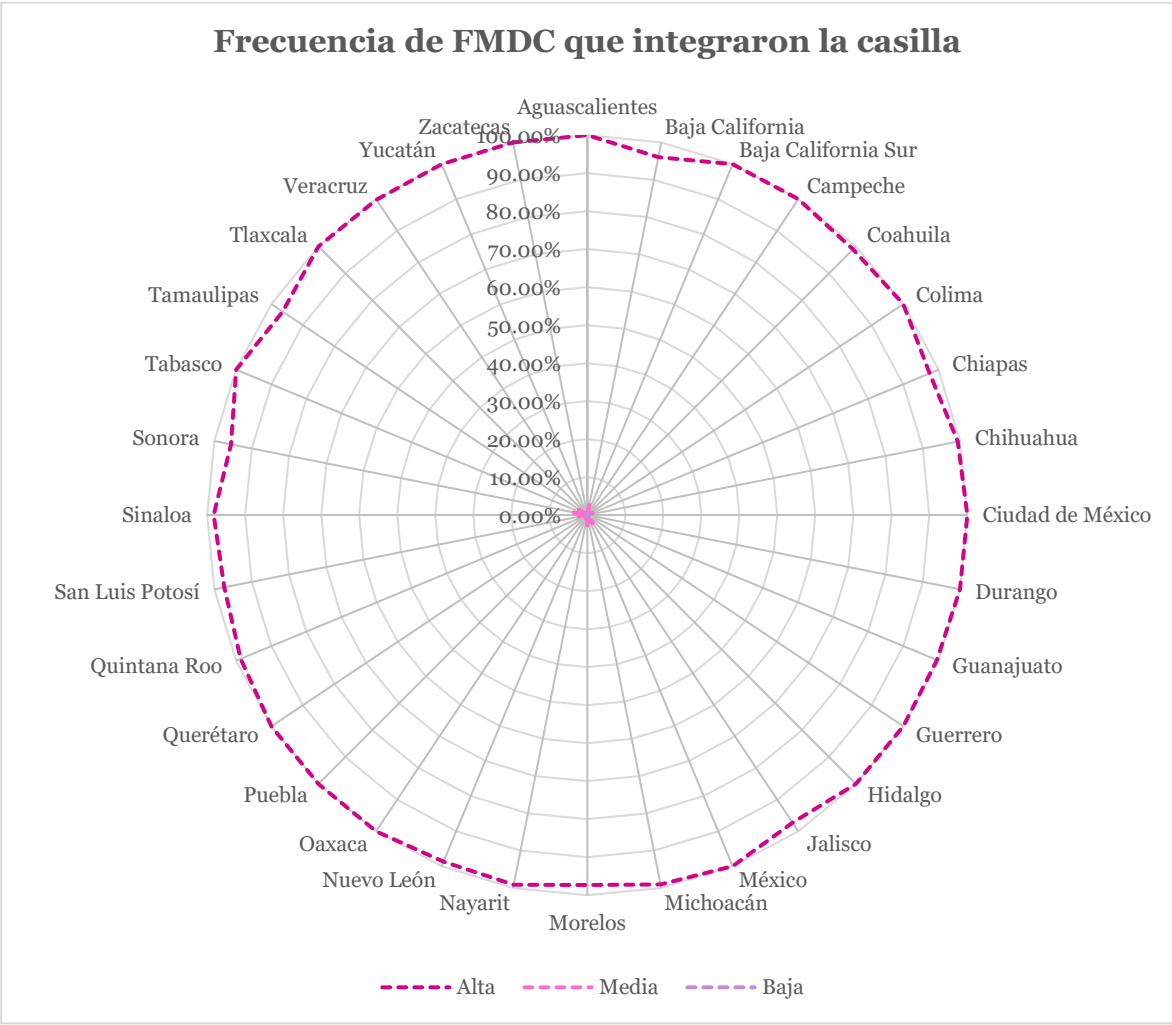 Frecuencia de FMDC que integraron la casilla
Aguascalientes
Baja California
Baja California Sur
Campeche
Coahuila
Colima
Chiapas
Chihuahua
Ciudad de México
Durango
Guanajuato
Guerrero
Hidalgo
Jalisco
México
Michoacán
Morelos
Nayarit
Nuevo León
Oaxaca
Puebla
Querétaro
Quintana Roo
San Luis Potosí
Sinaloa
Sonora
Tabasco
Tamaulipas
Tlaxcala
Veracruz
Yucatán
Zacatecas
100.00%
90.00%
80.00%
70.00%
60.00%
50.00%
40.00%
30.00%
20.00%
10.00%
0.00%
Alta Media Baja